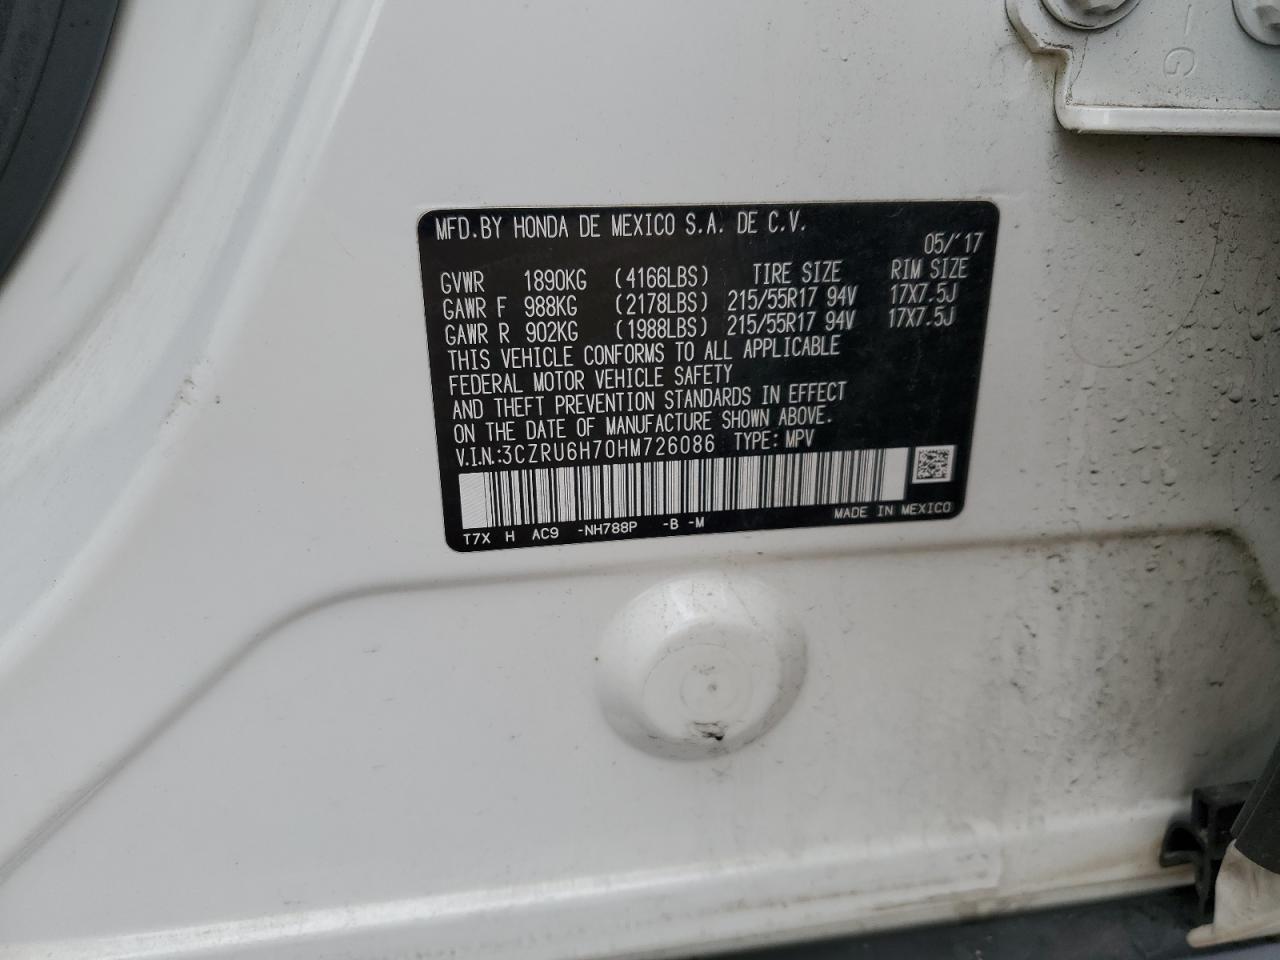 MFD.BY HONDA DE MEXICO S.A. DE C.V.
05/'17
GVWR 1890KG (4166LBS) TIRE SIZE RIM SIZE
GAWR F 988KG (2178LBS) 215/55R17 94V 17X7.5J
GAWR R 902KG (1988LBS) 215/55R17 94V 17X7.5J
THIS VEHICLE CONFORMS TO ALL APPLICABLE
FEDERAL MOTOR VEHICLE SAFETY
AND THEFT PREVENTION STANDARDS IN EFFECT
ON THE DATE OF MANUFACTURE SHOWN ABOVE.
V.I.N.:3CZRU6H70HM726086 TYPE: MPV
T7X H AC9 -NH788P -B -M MADE IN MEXICO
G